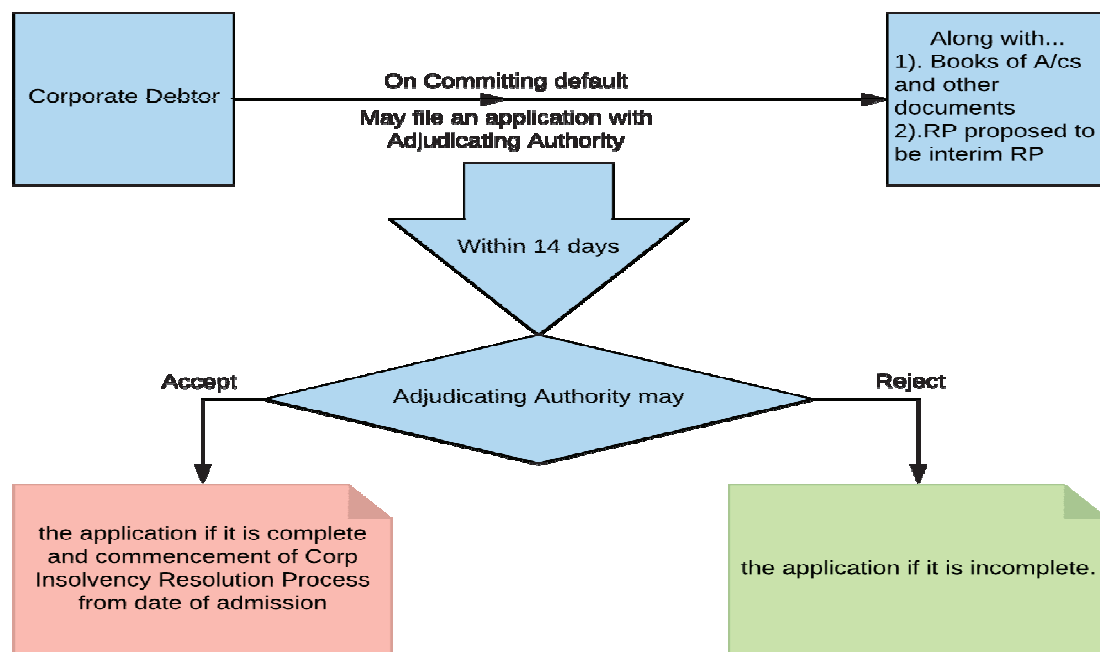 Corporate Debtor
On Committing default
May file an application with
Adjudicating Authority
Along with...
1). Books of A/cs
and other
documents
2).RP proposed to
be interim RP
Within 14 days
Adjudicating Authority may
Accept
Reject
the application if it is complete
and commencement of Corp
Insolvency Resolution Process
from date of admission
the application if it is incomplete.